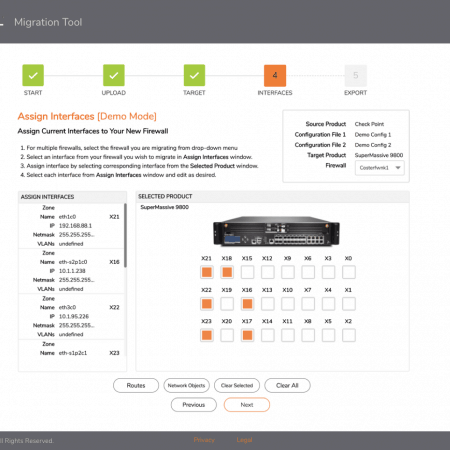 Migration Tool
4
5
START
UPLOAD
TARGET
INTERFACES
EXPORT
Assign Interfaces [Demo Mode]
Assign Current Interfaces to Your New Firewall
1. For multiple firewalls, select the firewall you are migrating from drop-down menu
2. Select an interface from your firewall you wish to migrate in Assign Interfaces window.
3. Assign interface by selecting corresponding interface from the Selected Product window.
4. Select each interface from Assign Interfaces window and edit as desired.
Source Product Check Point
Configuration File 1 Demo Config 1
Configuration File 2 Demo Config 2
Target Product SuperMassive 9800
Firewall Costerfwnk1
ASSIGN INTERFACES
Zone
Name eth1c0 X21
IP 192.168.88.1
Netmask 255.255.255...
VLANs undefined
Zone
Name eth-s2p1c0 X16
IP 10.1.1.238
Netmask 255.255.255...
VLANs undefined
Zone
Name eth3c0 X22
IP 10.1.95.226
Netmask 255.255.255...
VLANs undefined
Zone
Name eth-s1p2c1 X23
SELECTED PRODUCT
SuperMassive 9800
X21 X18 X15 X12 X9 X6 X3 X0
X22 X19 X16 X13 X10 X7 X4 X1
X23 X20 X17 X14 X11 X8 X5 X2
Routes
Network Objects
Clear Selected
Clear All
Previous
Next
ll Rights Reserved.
Privacy
Legal